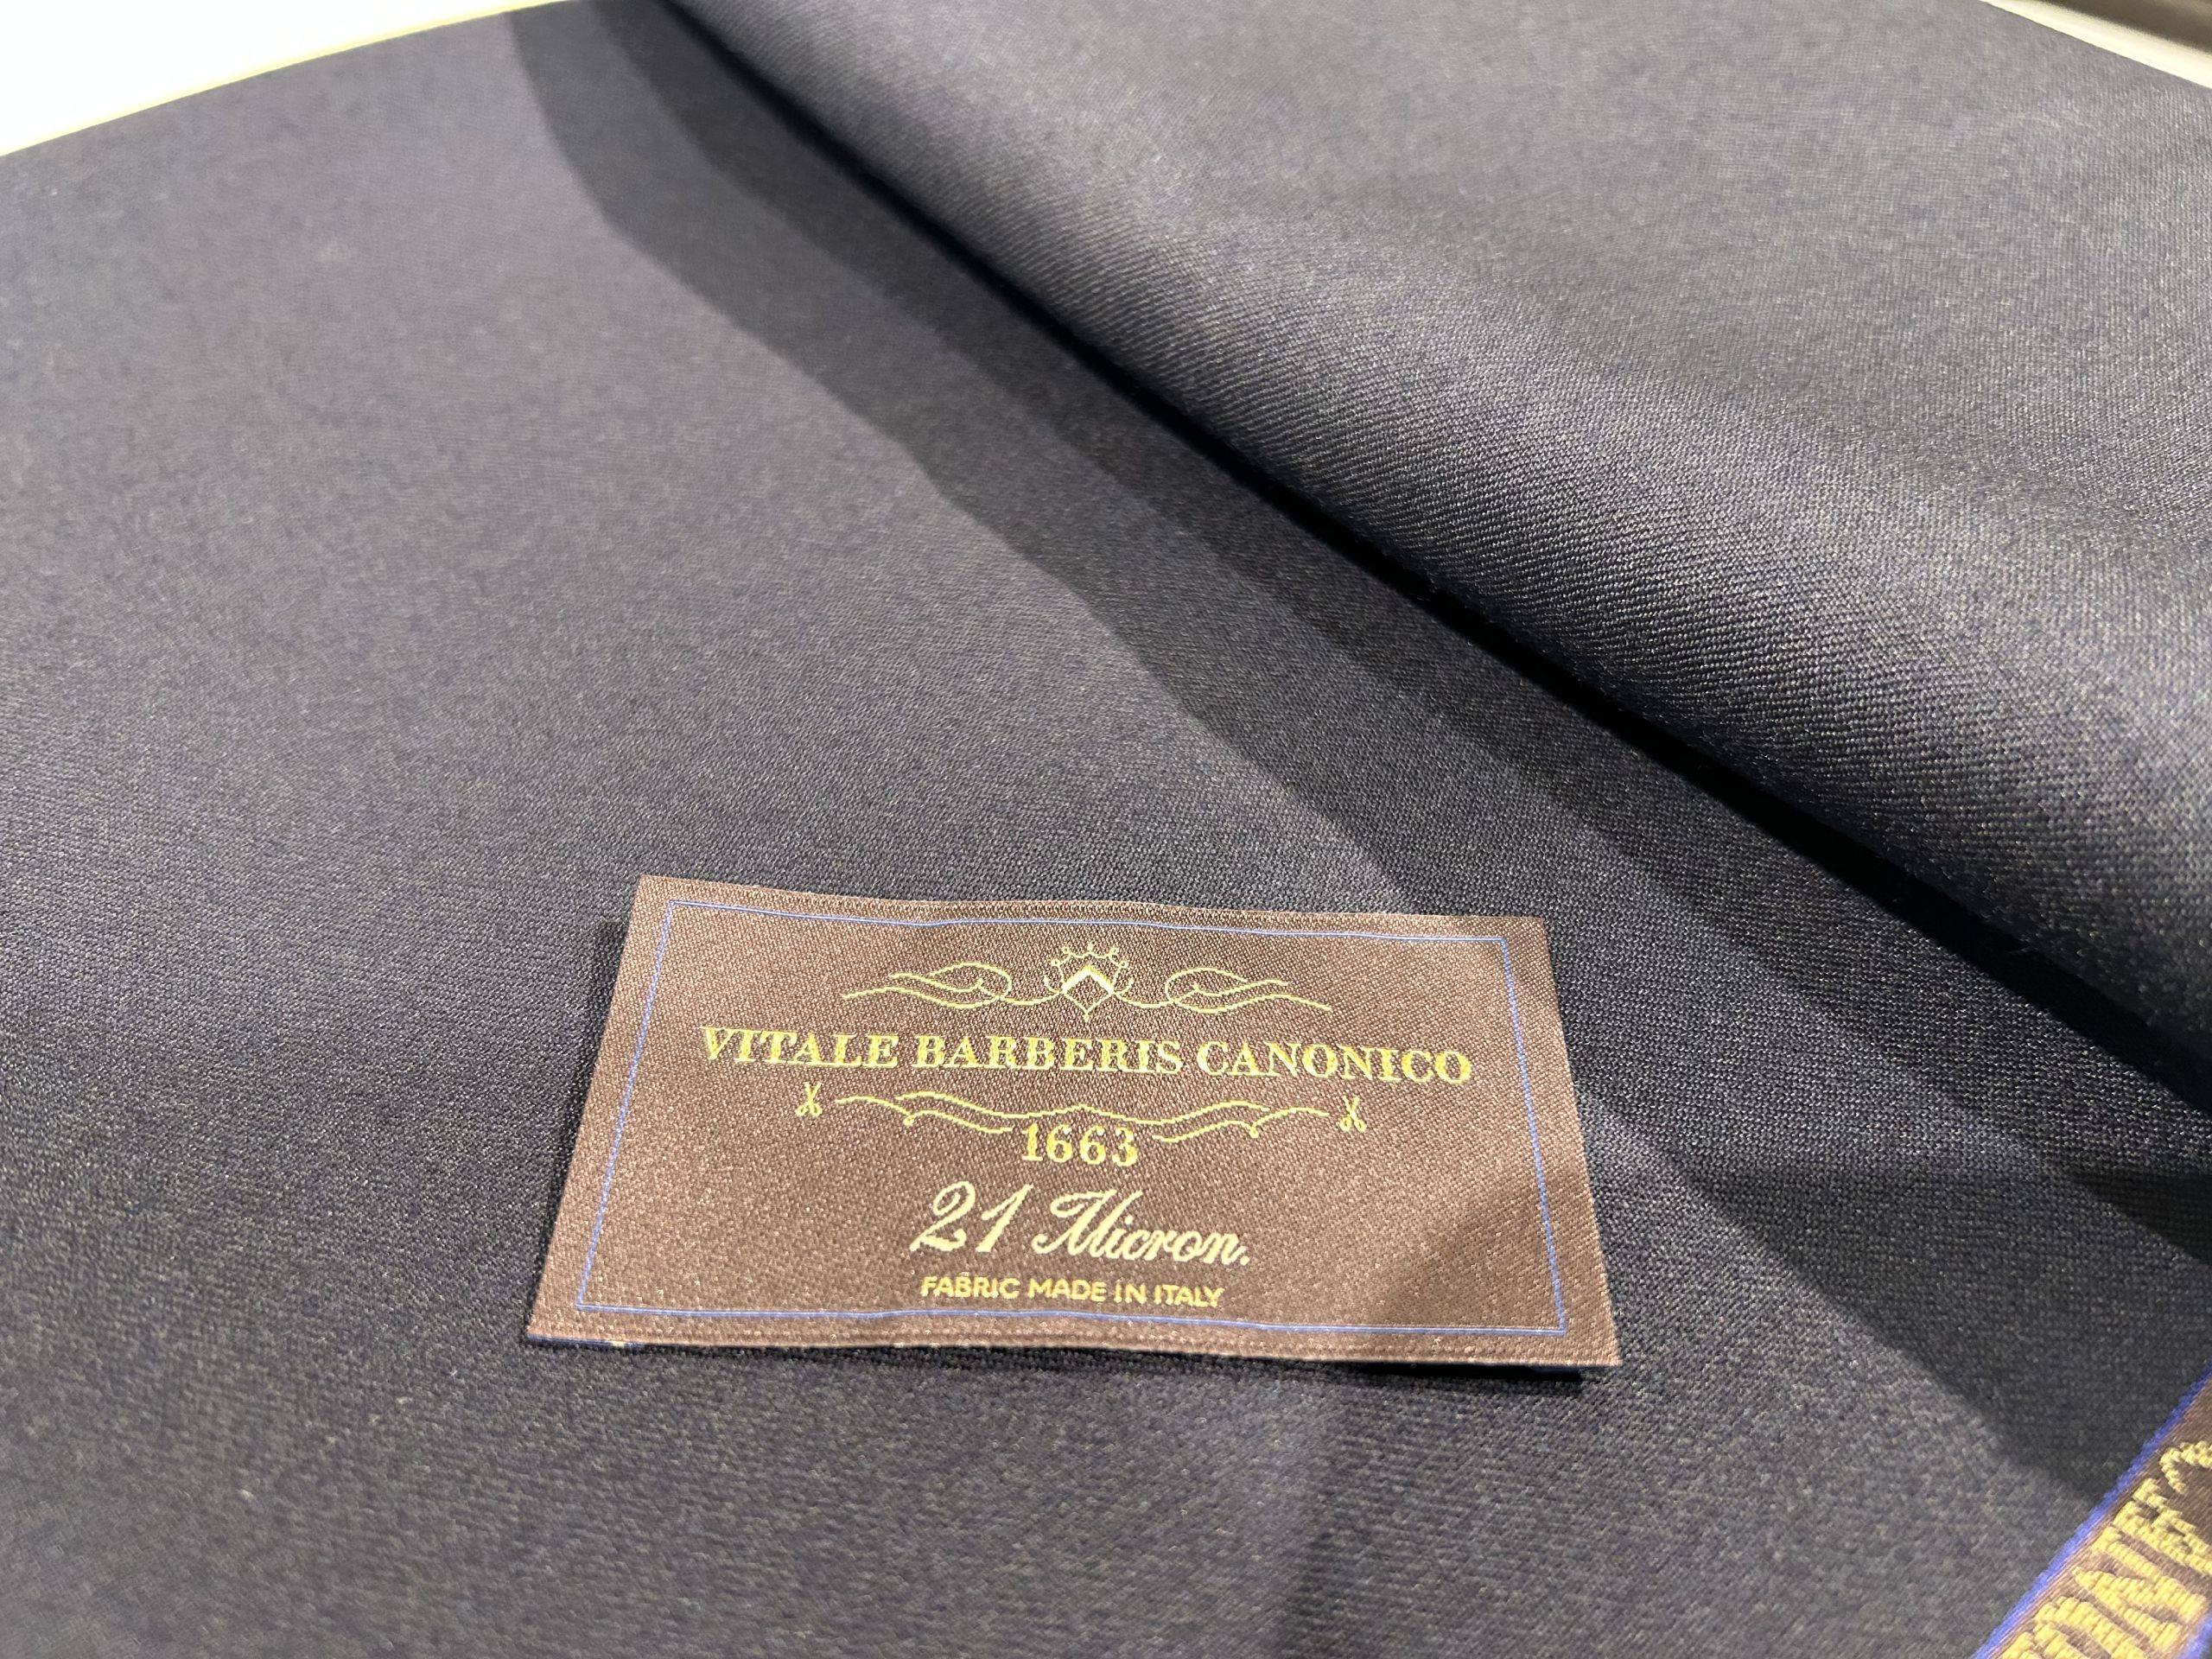 VITALE BARBERIS CANONICO
1663
21 Micron.
FABRIC MADE IN ITALY